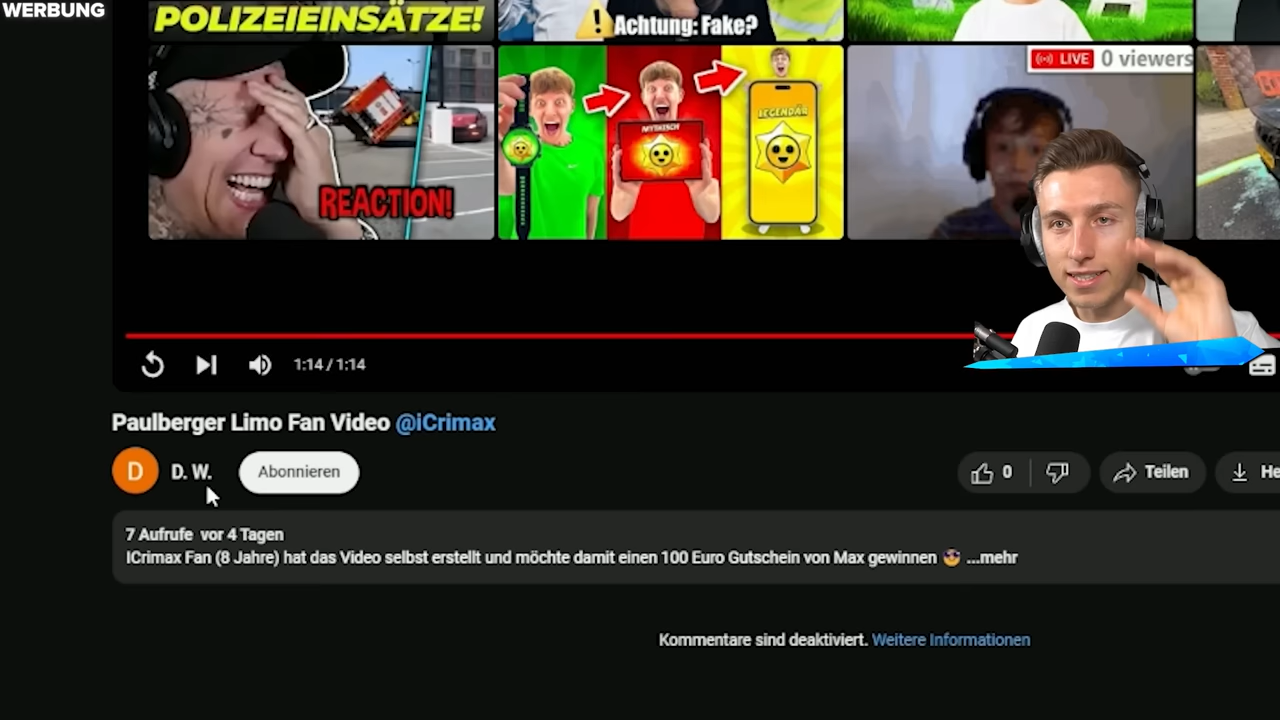 WERBUNG
POLIZEIEINSÄTZE!
Achtung: Fake?
LIVE 0 viewers
LEGENDÄR
MYTHISCH
REACTION!
1:14 / 1:14
Paulberger Limo Fan Video @iCrimax
D D. W. Abonnieren
0 Teilen He
7 Aufrufe vor 4 Tagen
ICrimax Fan (8 Jahre) hat das Video selbst erstellt und möchte damit einen 100 Euro Gutschein von Max gewinnen 😎 ...mehr
Kommentare sind deaktiviert. Weitere Informationen